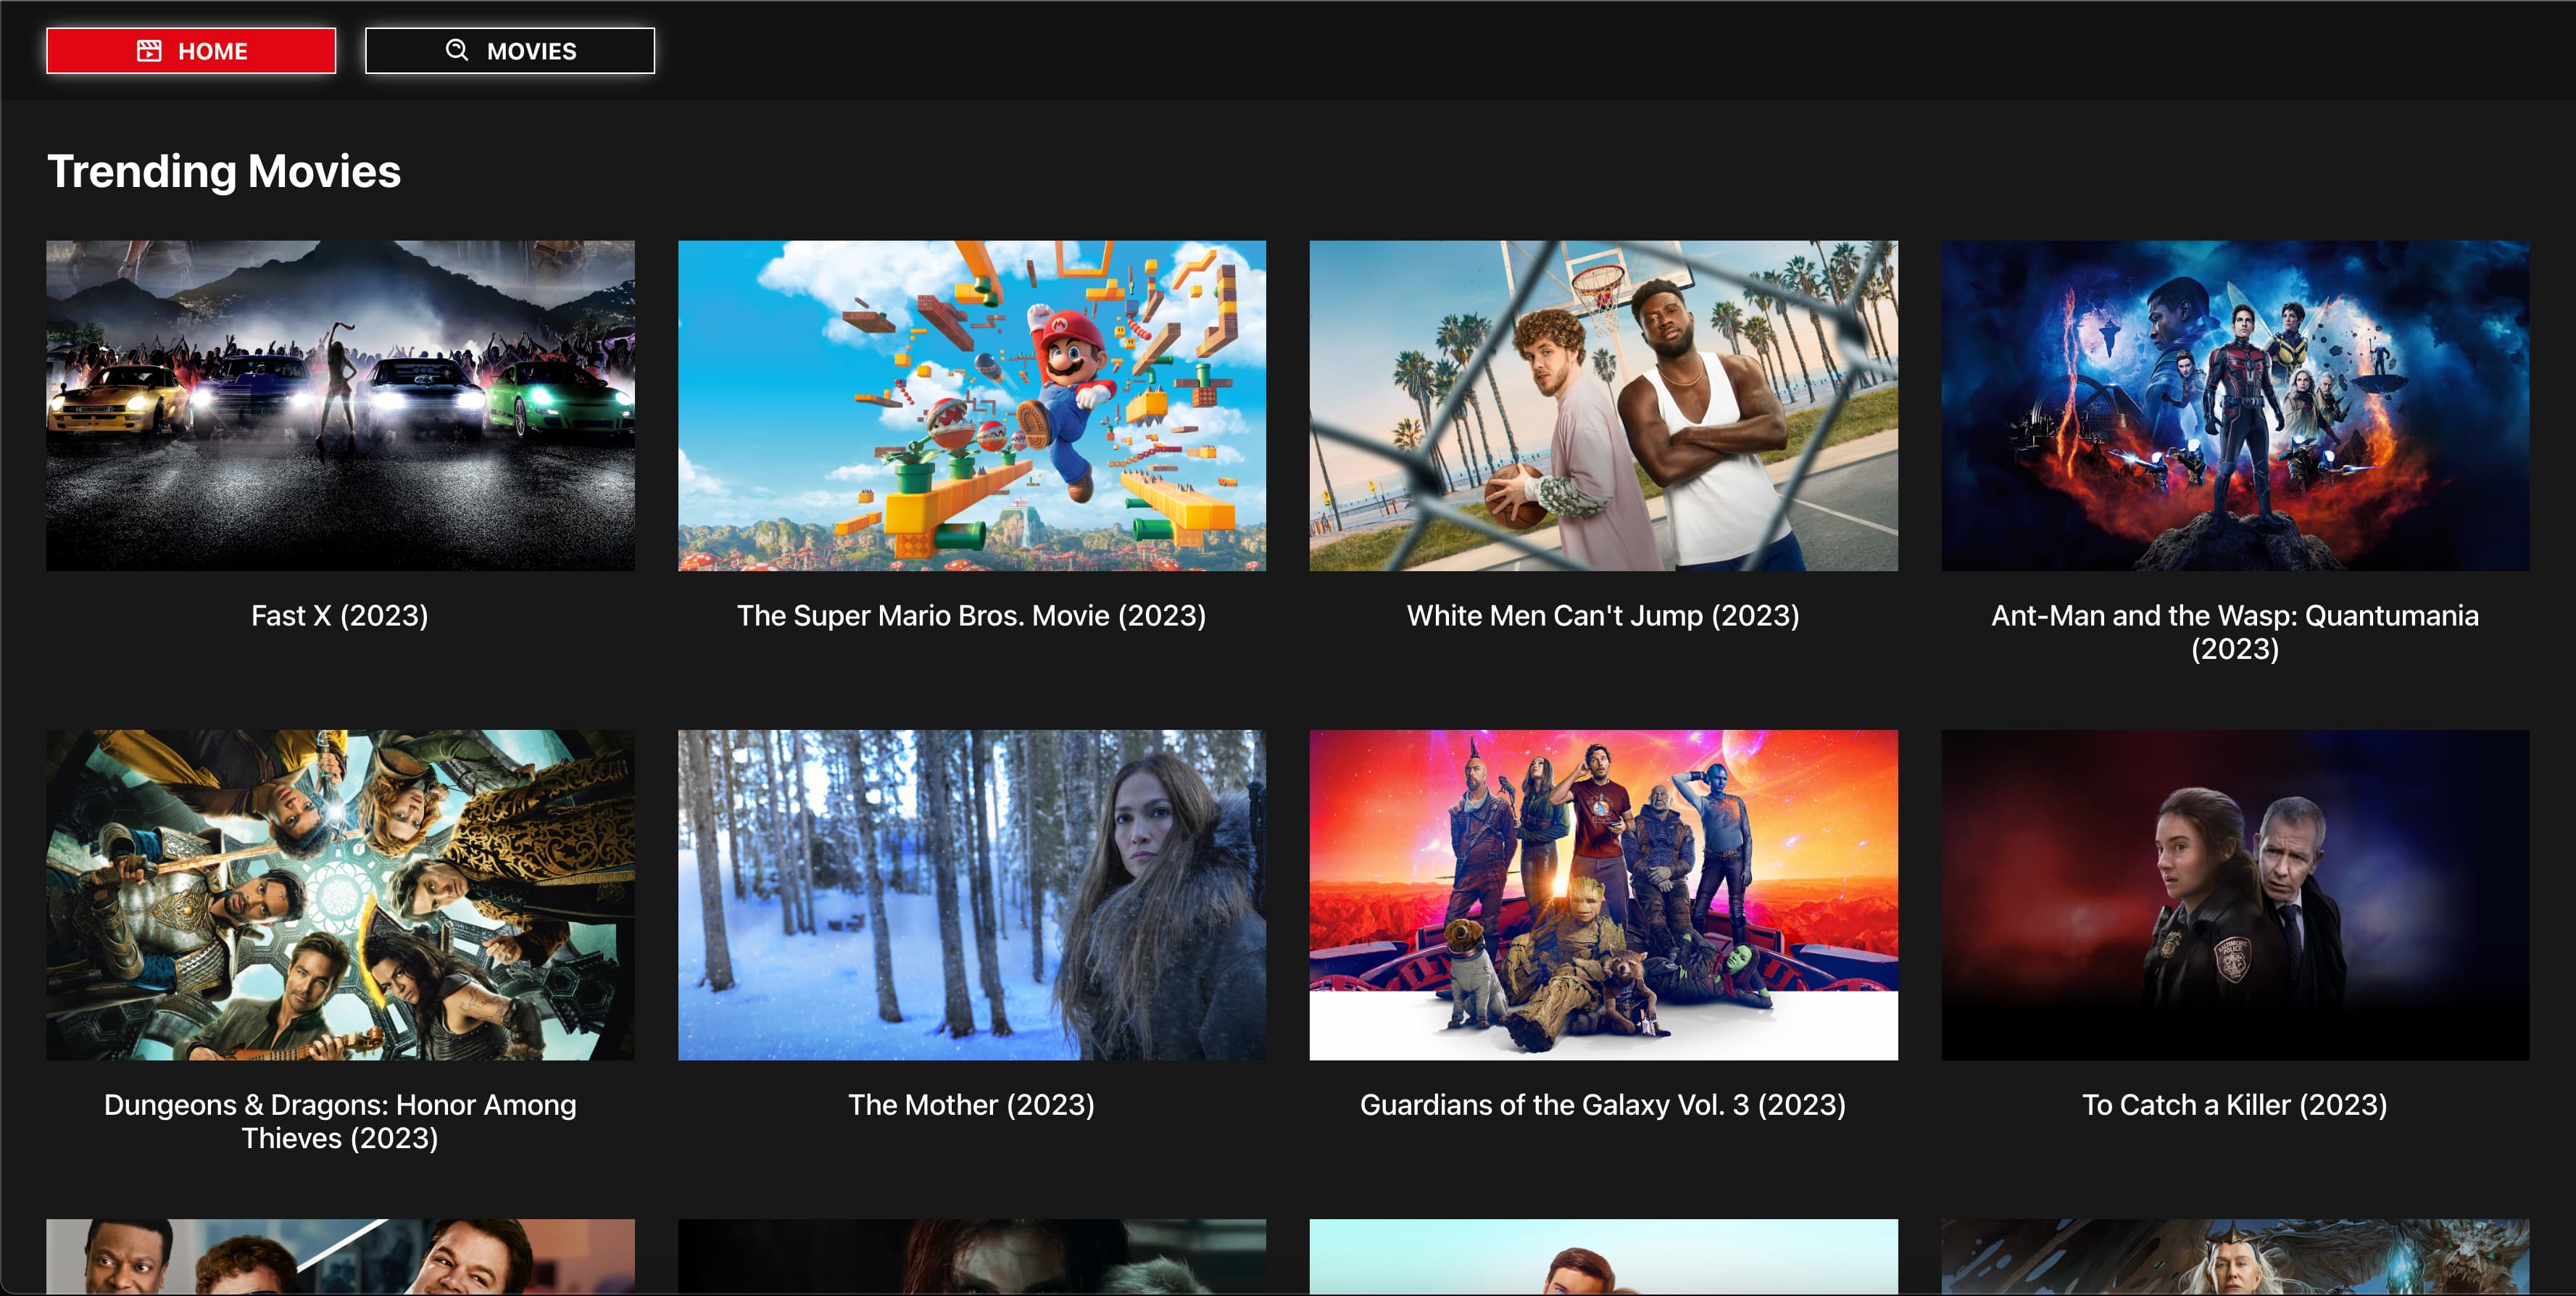 HOME
MOVIES
Trending Movies
Fast X (2023)
The Super Mario Bros. Movie (2023)
White Men Can't Jump (2023)
Ant-Man and the Wasp: Quantumania
(2023)
BALTIMORE
POLICE
Dungeons & Dragons: Honor Among
Thieves (2023)
The Mother (2023)
Guardians of the Galaxy Vol. 3 (2023)
To Catch a Killer (2023)